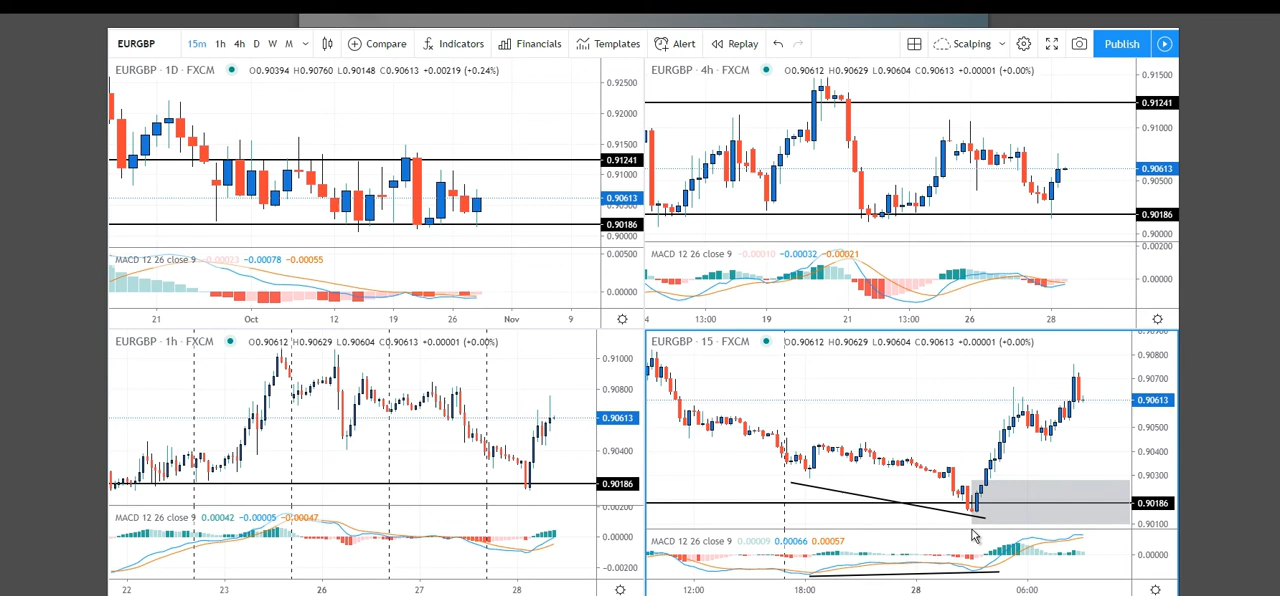 EURGBP 15m 1h 4h D W M Compare Indicators Financials Templates Alert Replay Scalping Publish
EURGBP · 1D · FXCM O0.90394 H0.90760 L0.90148 C0.90613 +0.00219 (+0.24%)
0.92500
0.92000
0.91500
0.91241
0.91000
0.90613
0.90186
0.90000
MACD 12 26 close 9 −0.00023 −0.00078 −0.00055
0.00500
0.00000
21 Oct 12 19 26 Nov 9
EURGBP · 4h · FXCM O0.90612 H0.90629 L0.90604 C0.90613 +0.00001 (+0.00%)
0.91500
0.91241
0.91000
0.90613
0.90500
0.90186
0.90000
MACD 12 26 close 9 −0.00010 −0.00032 −0.00021
0.00200
0.00000
4 13:00 19 21 13:00 26 28
EURGBP · 1h · FXCM O0.90612 H0.90629 L0.90604 C0.90613 +0.00001 (+0.00%)
0.91000
0.90800
0.90613
0.90400
0.90186
MACD 12 26 close 9 0.00042 −0.00005 −0.00047
0.00200
0.00000
−0.00200
22 23 26 27 28
EURGBP · 15 · FXCM O0.90612 H0.90629 L0.90604 C0.90613 +0.00001 (+0.00%)
0.90800
0.90700
0.90613
0.90500
0.90400
0.90300
0.90186
0.90100
MACD 12 26 close 9 0.00009 0.00066 0.00057
0.00000
12:00 18:00 28 06:00